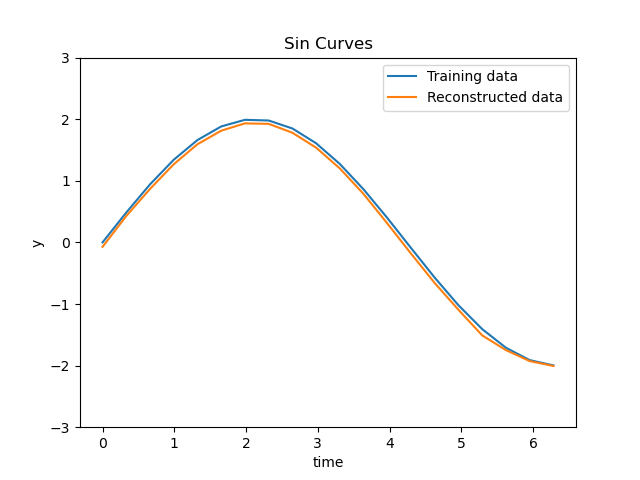 Sin Curves
Training data
Reconstructed data
3
2
1
0
−1
−2
−3
y
0 1 2 3 4 5 6
time